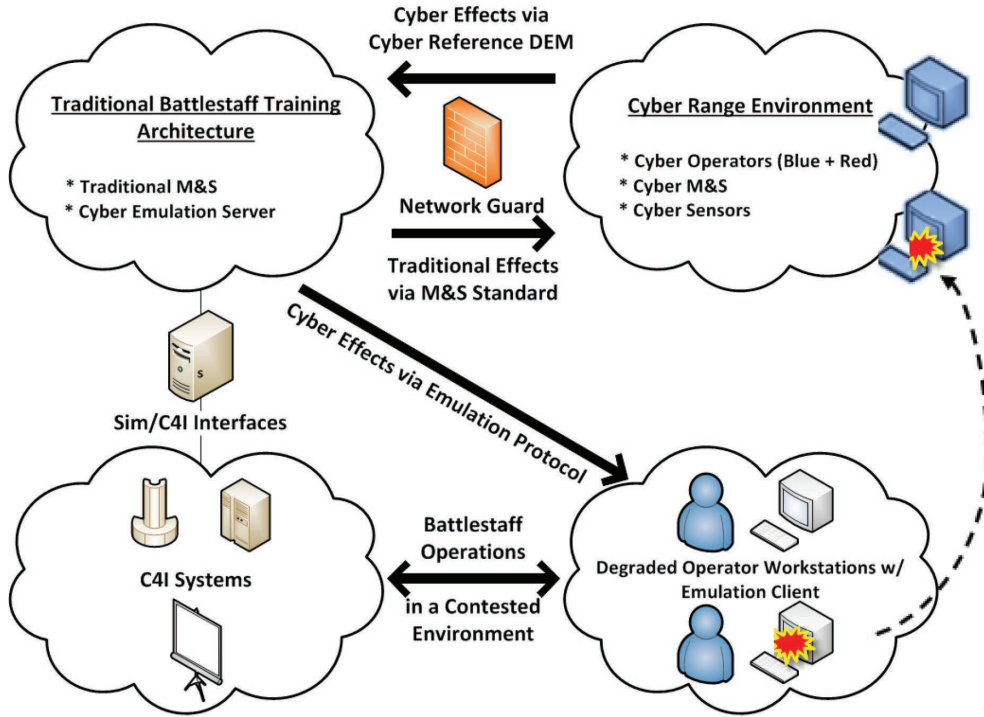 Cyber Effects via
Cyber Reference DEM
Traditional Battlestaff Training
Architecture
* Traditional M&S
* Cyber Emulation Server
Network Guard
Traditional Effects
via M&S Standard
Cyber Range Environment
* Cyber Operators (Blue + Red)
* Cyber M&S
* Cyber Sensors
S
Sim/C4I Interfaces
Cyber Effects via Emulation Protocol
C4I Systems
Battlestaff
Operations
in a Contested
Environment
Degraded Operator Workstations w/
Emulation Client